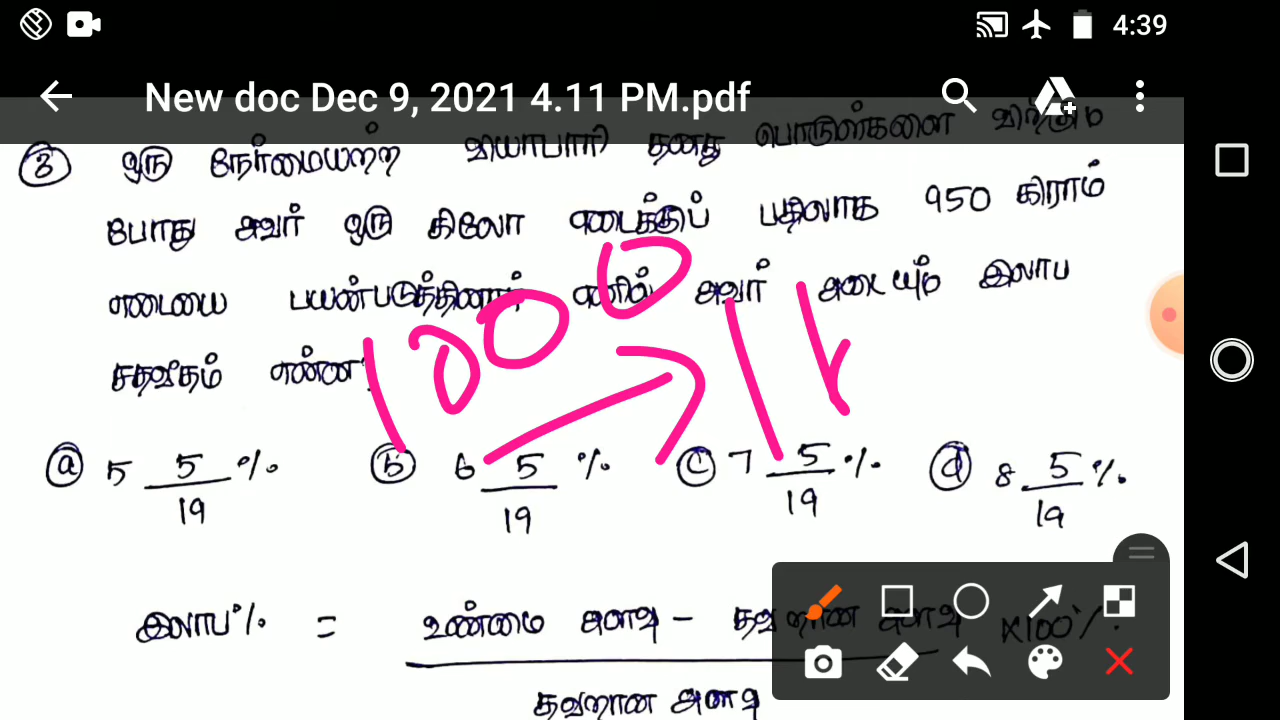 4:39
New doc Dec 9, 2021 4.11 PM.pdf
3 ஒரு நேர்மையற்ற வியாபாரி தனது பொருள்களை விற்கும்
போது அவர் ஒரு கிலோ எடைக்குப் பதிலாக 950 கிராம்
எடையை பயன்படுத்தினார் எனில் அவர் அடையும் இலாப
சதவீதம் என்ன?
1000 → 1k
a 5 5/19 % b 6 5/19 % c 7 5/19 % d 8 5/19 %
இலாப% = உண்மை அளவு - தவறான அளவு x100%
தவறான அளவு